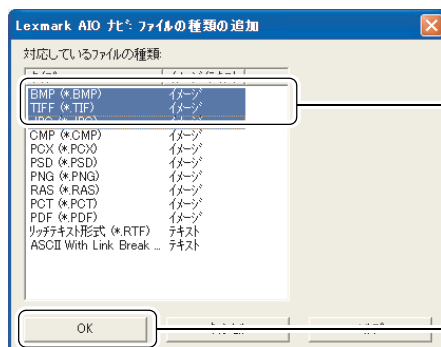 Lexmark AIO ナビ: ファイルの種類の追加
対応しているファイルの種類:
BMP (*.BMP) イメージ
TIFF (*.TIF) イメージ
CMP (*.CMP) イメージ
PCX (*.PCX) イメージ
PSD (*.PSD) イメージ
PNG (*.PNG) イメージ
RAS (*.RAS) イメージ
PCT (*.PCT) イメージ
PDF (*.PDF) イメージ
リッチテキスト形式 (*.RTF) テキスト
ASCII With Link Break ... テキスト
OK